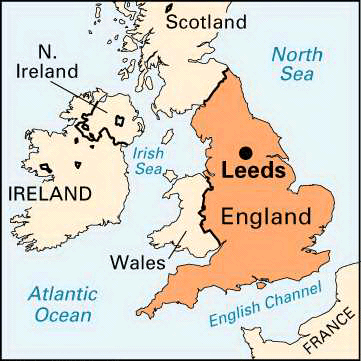 Scotland
North
Sea
N.
Ireland
Irish
Sea
Leeds
IRELAND
England
Wales
Atlantic
Ocean
English Channel
FRANCE